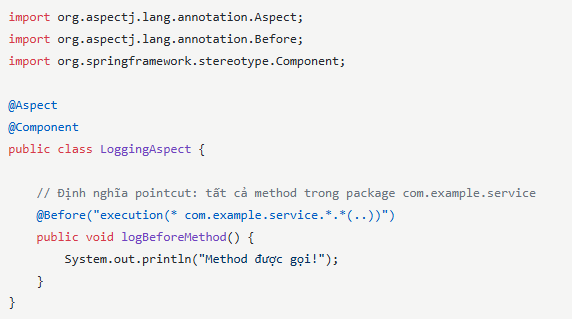 import org.aspectj.lang.annotation.Aspect;
import org.aspectj.lang.annotation.Before;
import org.springframework.stereotype.Component;

@Aspect
@Component
public class LoggingAspect {

    // Định nghĩa pointcut: tất cả method trong package com.example.service
    @Before("execution(* com.example.service.*.*(..))")
    public void logBeforeMethod() {
        System.out.println("Method được gọi!");
    }
}